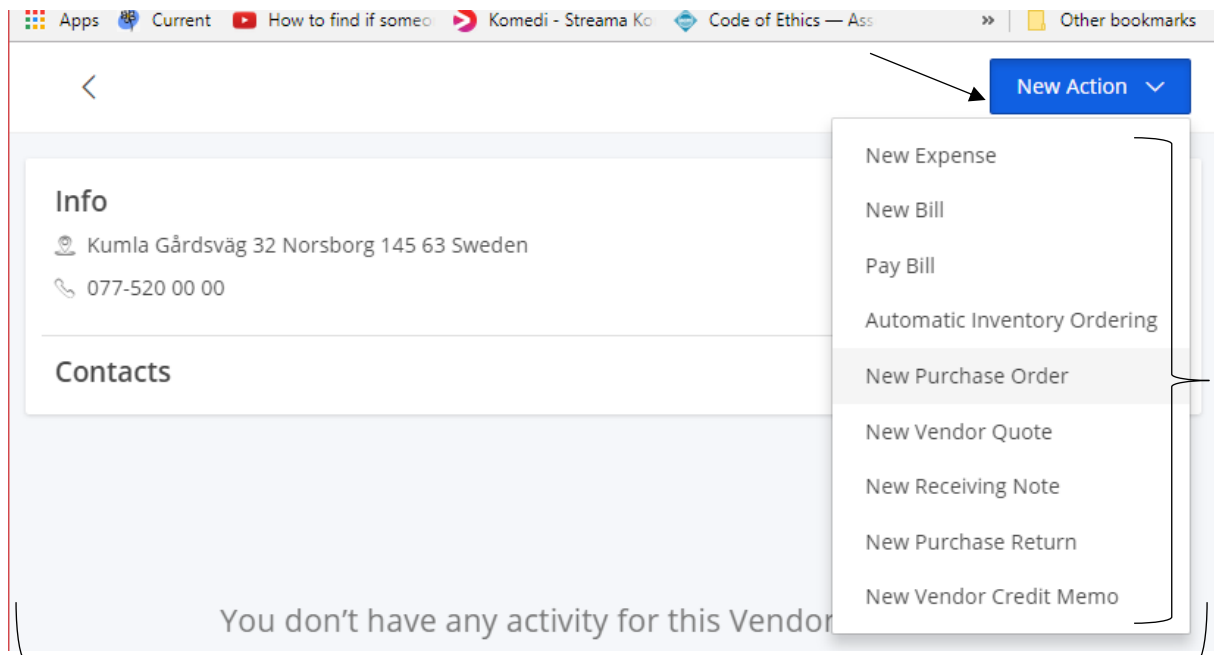 Apps Current How to find if someo Komedi - Streama Ko Code of Ethics — Ass » Other bookmarks
New Action
Info
Kumla Gårdsväg 32 Norsborg 145 63 Sweden
077-520 00 00
Contacts
New Expense
New Bill
Pay Bill
Automatic Inventory Ordering
New Purchase Order
New Vendor Quote
New Receiving Note
New Purchase Return
New Vendor Credit Memo
You don't have any activity for this Vendor